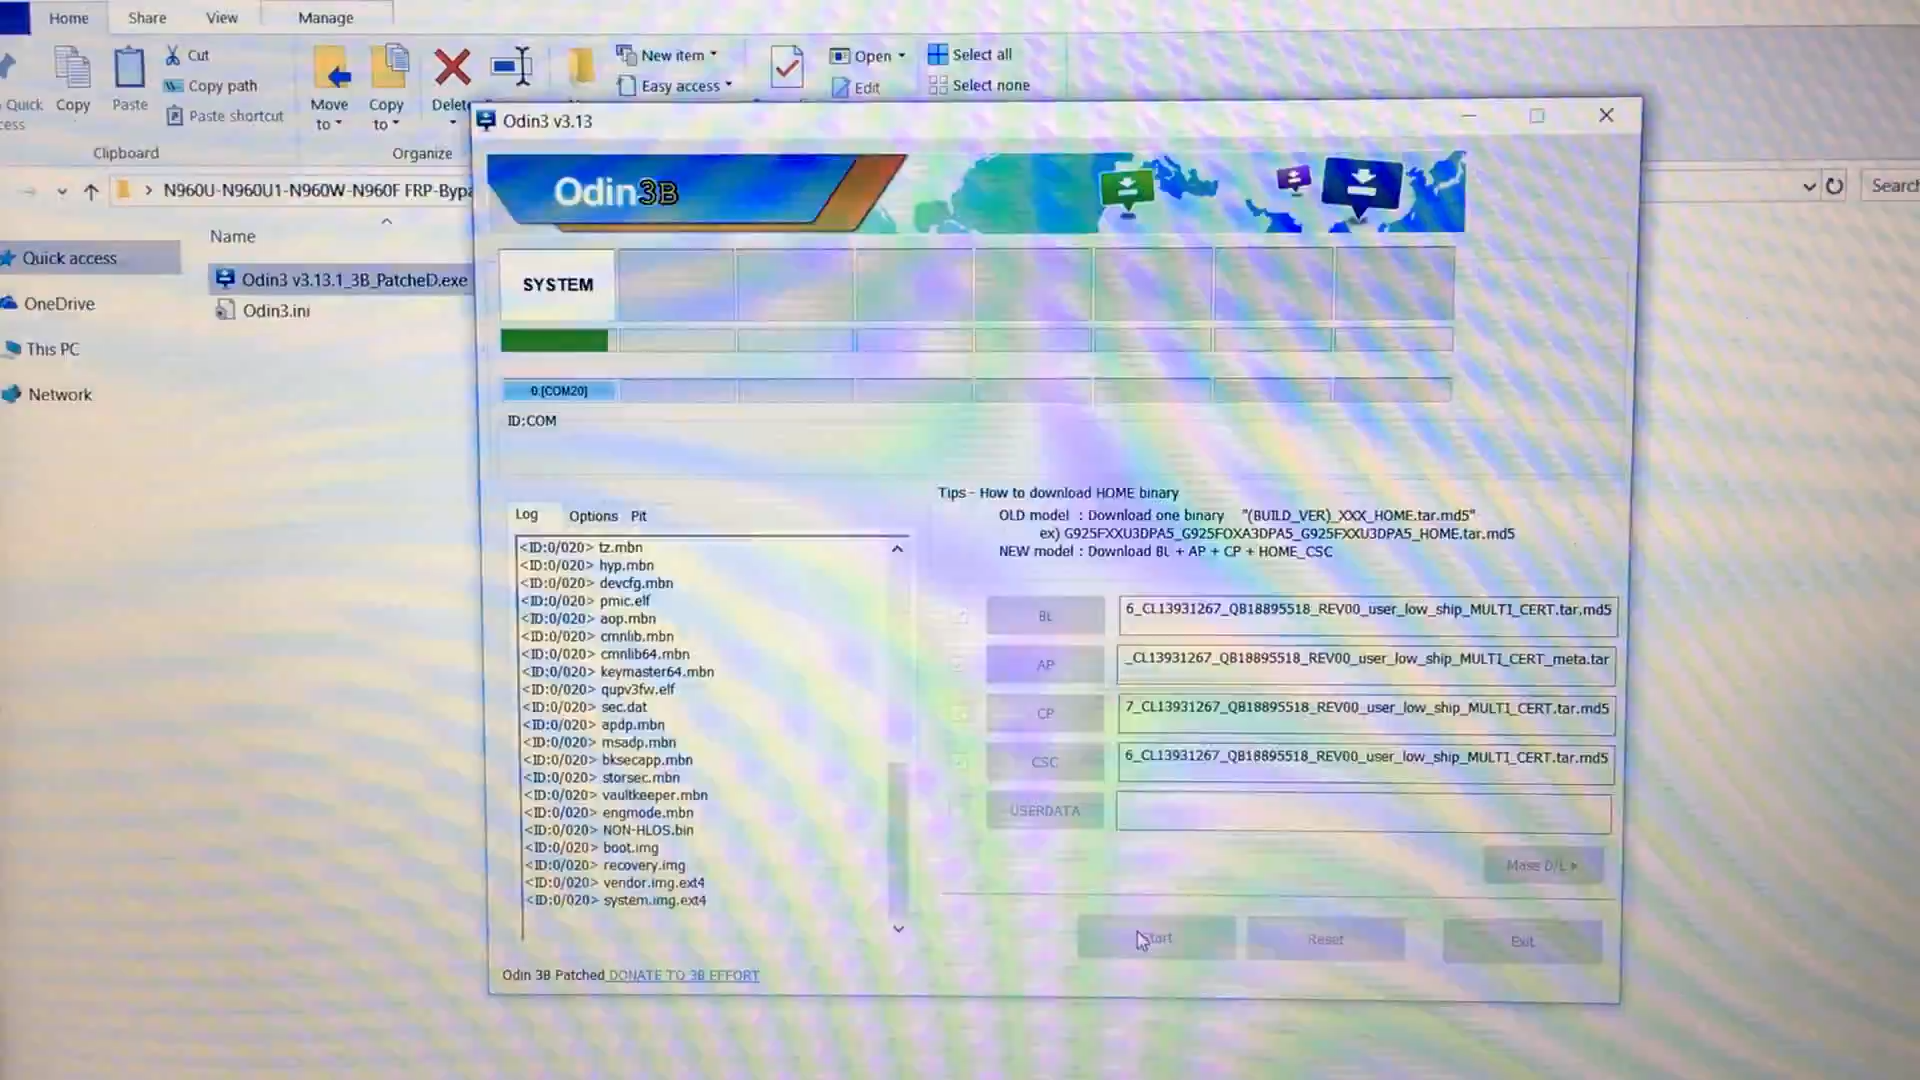 Home
Share
View
Manage
Quick
Copy
Paste
Cut
Copy path
Paste shortcut
Move
to
Copy
to
Delete
New item
Easy access
Open
Edit
Select all
Select none
Clipboard
Organize
N960U-N960U1-N960W-N960F FRP-Bypa
Search
Name
Quick access
OneDrive
This PC
Network
Odin3 v3.13.1_3B_PatcheD.exe
Odin3.ini
Odin3 v3.13
Odin3B
SYSTEM
0:[COM20]
ID:COM
Log
Options
Pit
<ID:0/020> tz.mbn
<ID:0/020> hyp.mbn
<ID:0/020> devcfg.mbn
<ID:0/020> pmic.elf
<ID:0/020> aop.mbn
<ID:0/020> cmnlib.mbn
<ID:0/020> cmnlib64.mbn
<ID:0/020> keymaster64.mbn
<ID:0/020> qupv3fw.elf
<ID:0/020> sec.dat
<ID:0/020> apdp.mbn
<ID:0/020> msadp.mbn
<ID:0/020> bksecapp.mbn
<ID:0/020> storsec.mbn
<ID:0/020> vaultkeeper.mbn
<ID:0/020> engmode.mbn
<ID:0/020> NON-HLOS.bin
<ID:0/020> boot.img
<ID:0/020> recovery.img
<ID:0/020> vendor.img.ext4
<ID:0/020> system.img.ext4
Tips - How to download HOME binary
OLD model : Download one binary "(BUILD_VER)_XXX_HOME.tar.md5"
ex) G925FXXU3DPA5_G925FOXA3DPA5_G925FXXU3DPA5_HOME.tar.md5
NEW model : Download BL + AP + CP + HOME_CSC
BL
6_CL13931267_QB18895518_REV00_user_low_ship_MULTI_CERT.tar.md5
AP
_CL13931267_QB18895518_REV00_user_low_ship_MULTI_CERT_meta.tar
CP
7_CL13931267_QB18895518_REV00_user_low_ship_MULTI_CERT.tar.md5
CSC
6_CL13931267_QB18895518_REV00_user_low_ship_MULTI_CERT.tar.md5
USERDATA
Mass D/L
Start
Reset
Exit
Odin 3B Patched DONATE TO 3B EFFORT